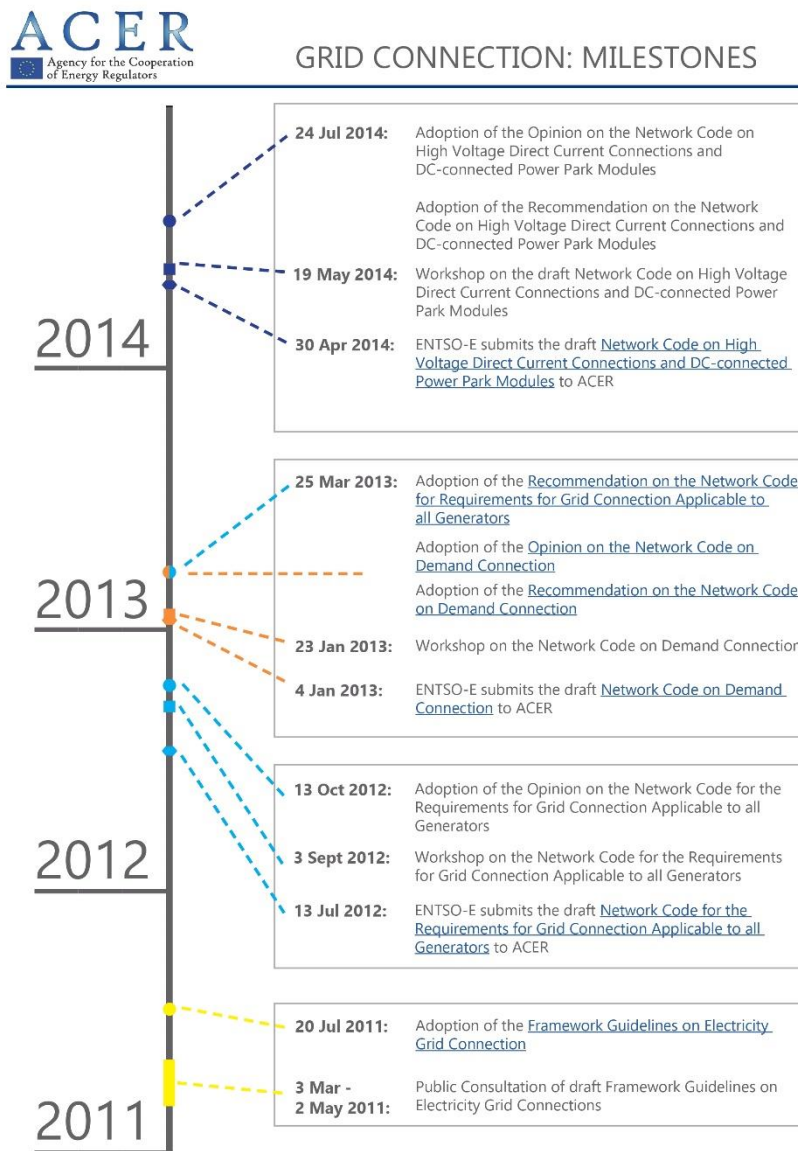 ACER
Agency for the Cooperation
of Energy Regulators
GRID CONNECTION: MILESTONES
24 Jul 2014:
Adoption of the Opinion on the Network Code on
High Voltage Direct Current Connections and
DC-connected Power Park Modules
Adoption of the Recommendation on the Network
Code on High Voltage Direct Current Connections and
DC-connected Power Park Modules
19 May 2014:
Workshop on the draft Network Code on High Voltage
Direct Current Connections and DC-connected Power
Park Modules
30 Apr 2014:
ENTSO-E submits the draft Network Code on High
Voltage Direct Current Connections and DC-connected
Power Park Modules to ACER
2014
25 Mar 2013:
Adoption of the Recommendation on the Network Code
for Requirements for Grid Connection Applicable to
all Generators
Adoption of the Opinion on the Network Code on
Demand Connection
Adoption of the Recommendation on the Network Code
on Demand Connection
23 Jan 2013:
Workshop on the Network Code on Demand Connection
4 Jan 2013:
ENTSO-E submits the draft Network Code on Demand
Connection to ACER
2013
13 Oct 2012:
Adoption of the Opinion on the Network Code for the
Requirements for Grid Connection Applicable to all
Generators
3 Sept 2012:
Workshop on the Network Code for the Requirements
for Grid Connection Applicable to all Generators
13 Jul 2012:
ENTSO-E submits the draft Network Code for the
Requirements for Grid Connection Applicable to all
Generators to ACER
2012
20 Jul 2011:
Adoption of the Framework Guidelines on Electricity
Grid Connection
3 Mar -
2 May 2011:
Public Consultation of draft Framework Guidelines on
Electricity Grid Connections
2011